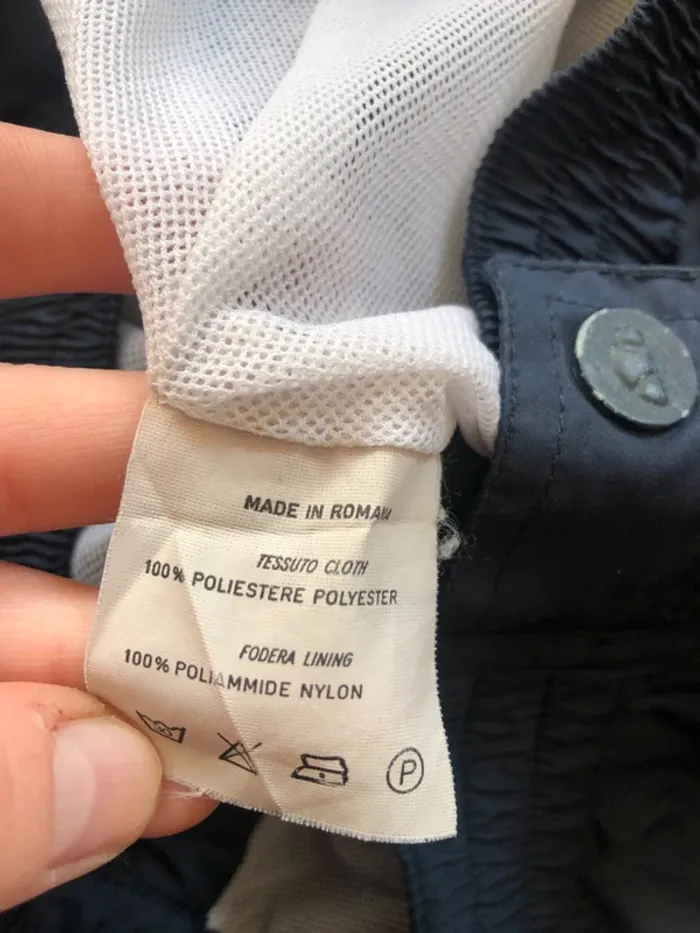 MADE IN ROMANIA
TESSUTO CLOTH
100% POLIESTERE POLYESTER
FODERA LINING
100% POLIAMMIDE NYLON
P